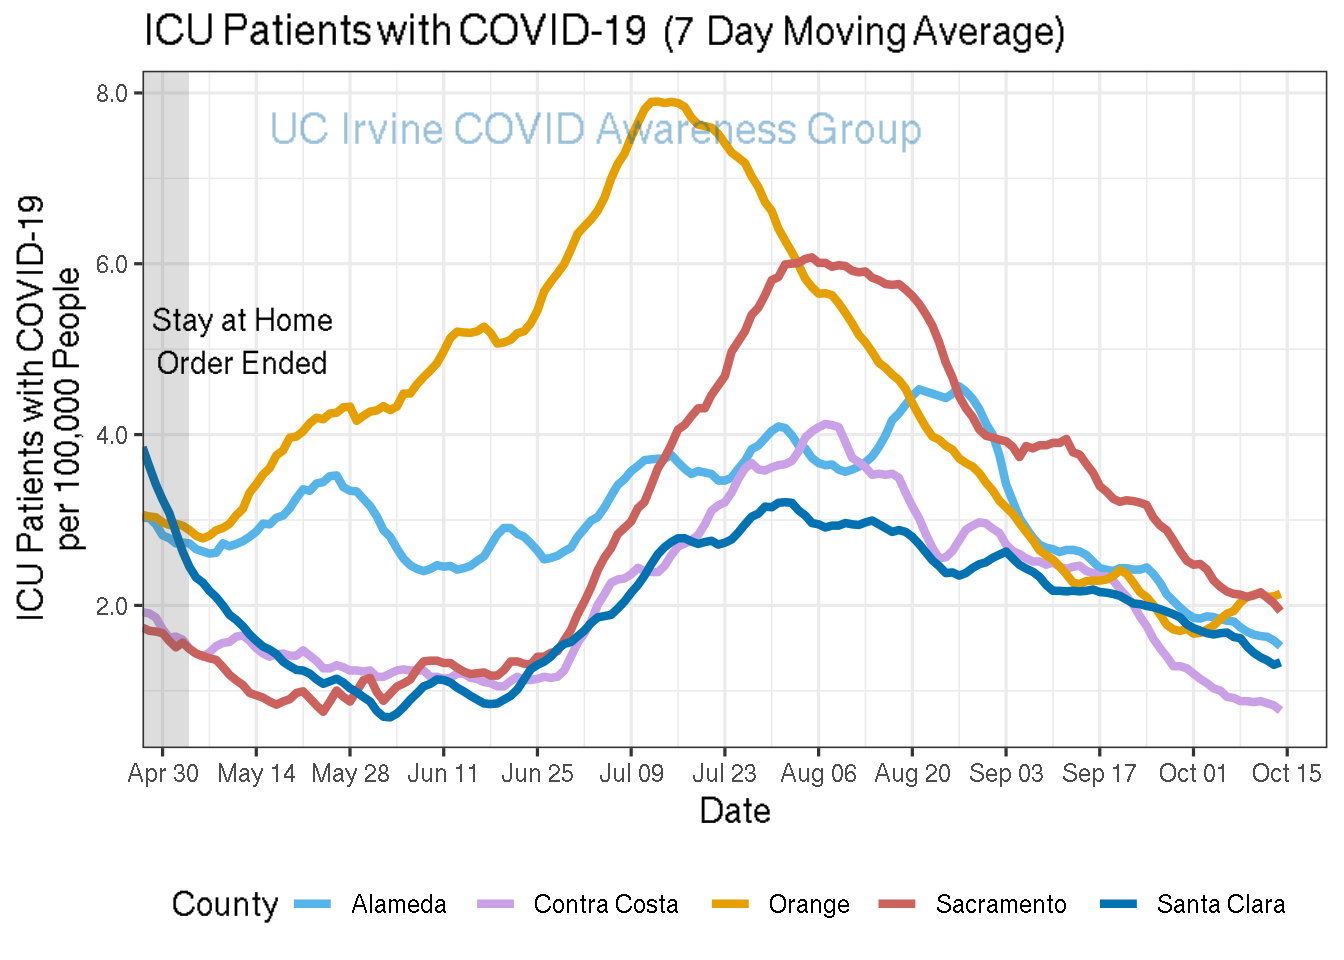 ICU Patients with COVID-19 (7 Day Moving Average)
UC Irvine COVID Awareness Group
ICU Patients with COVID-19
per 100,000 People
8.0
6.0
4.0
2.0
Stay at Home
Order Ended
Apr 30 May 14 May 28 Jun 11 Jun 25 Jul 09 Jul 23 Aug 06 Aug 20 Sep 03 Sep 17 Oct 01 Oct 15
Date
County Alameda Contra Costa Orange Sacramento Santa Clara